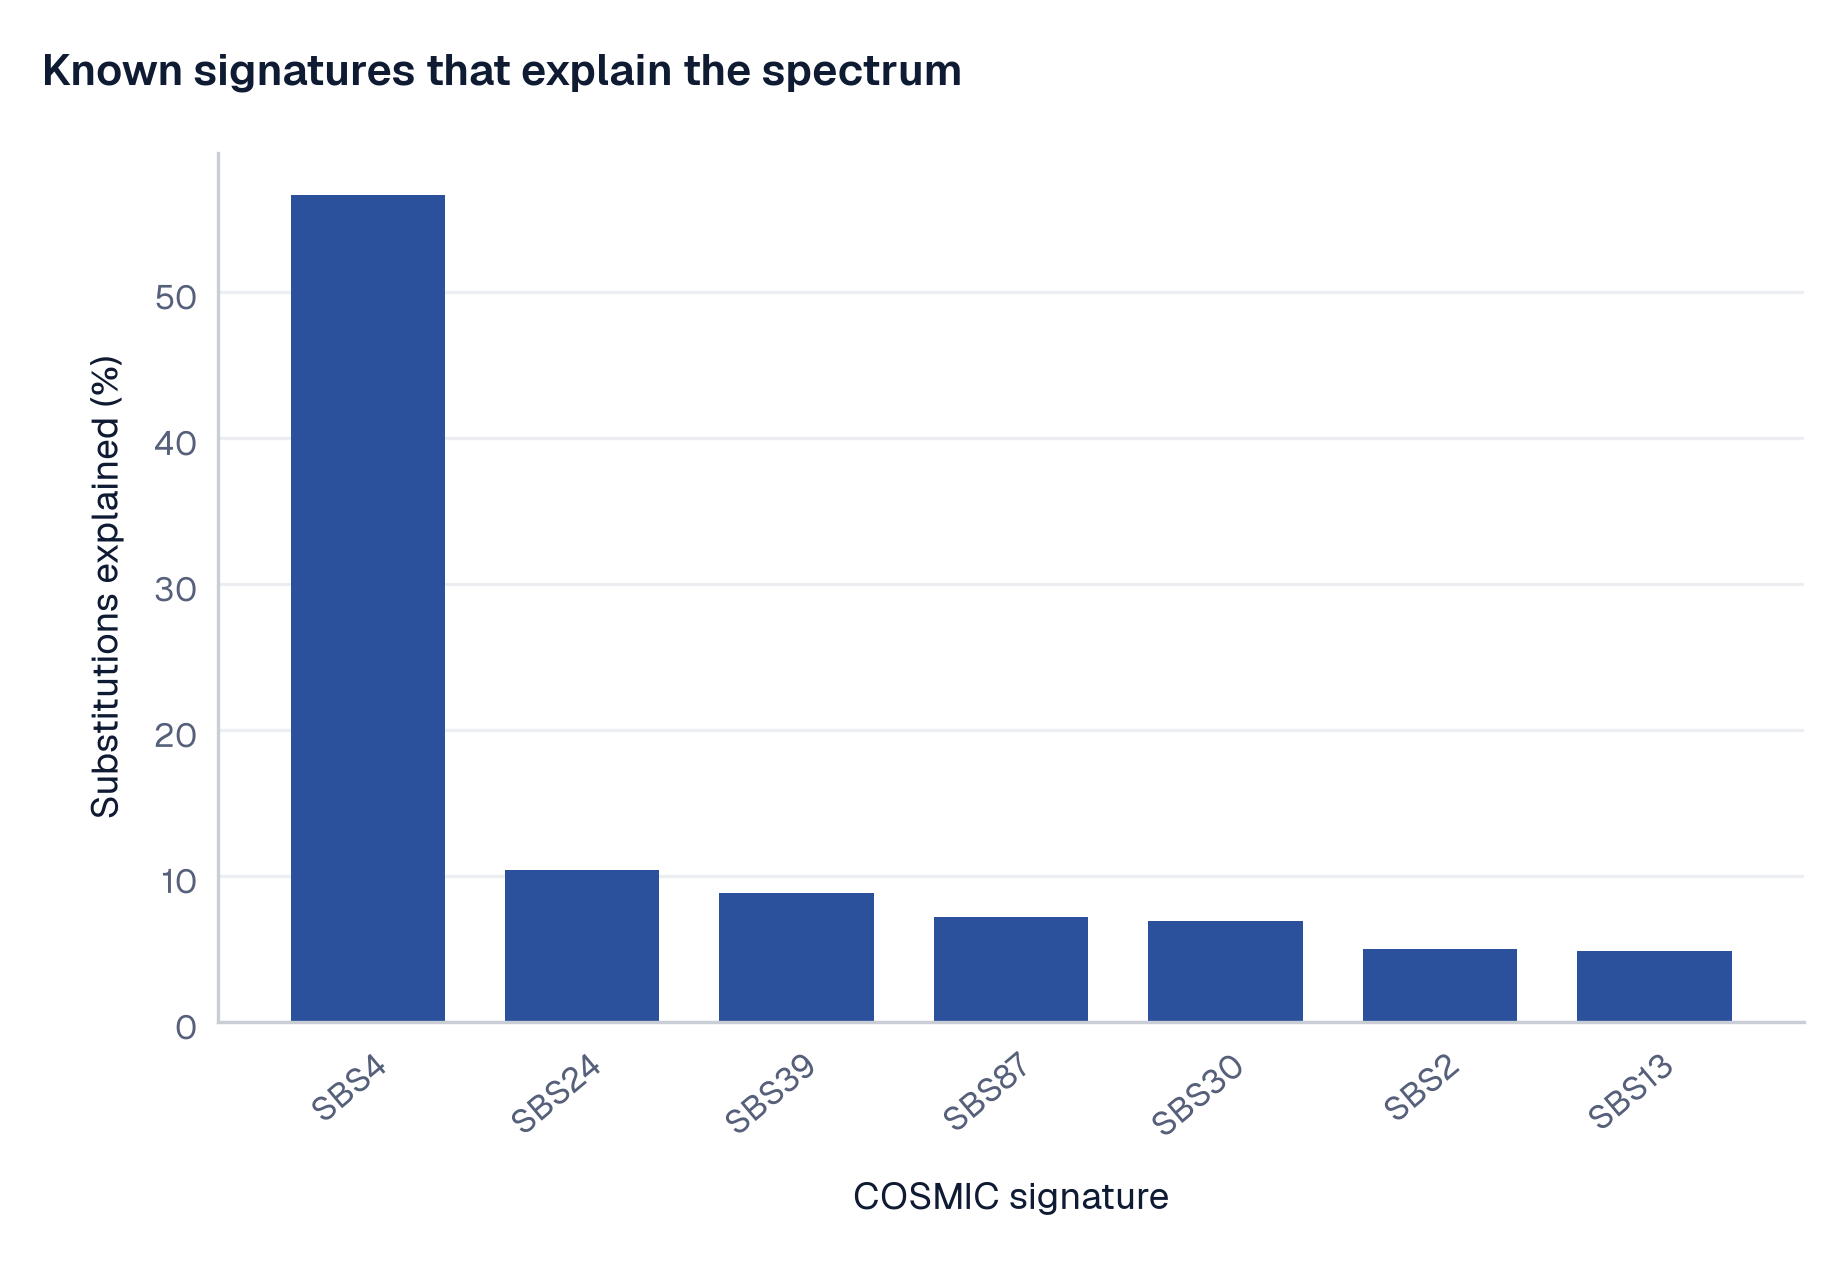 Known signatures that explain the spectrum
Substitutions explained (%)
50
40
30
20
10
0
SBS4
SBS24
SBS39
SBS87
SBS30
SBS2
SBS13
COSMIC signature